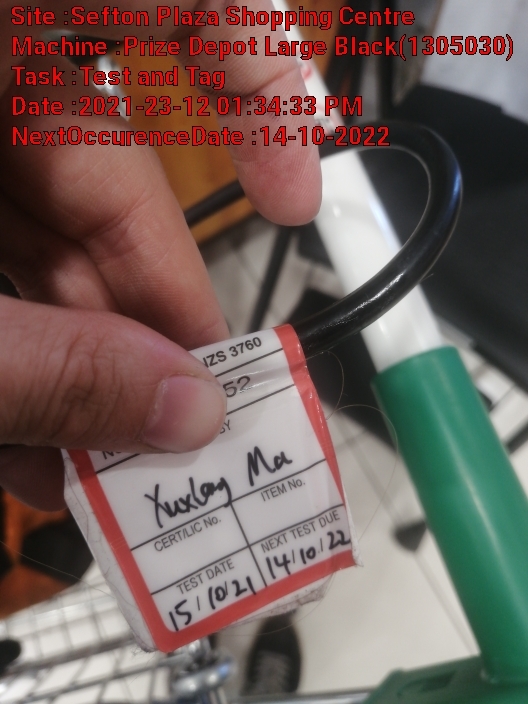 Site :Sefton Plaza Shopping Centre
Machine :Prize Depot Large Black(1305030)
Task :Test and Tag
Date :2021-23-12 01:34:33 PM
NextOccurenceDate :14-10-2022
NZS 3760
52
BY
Ma
CERT/LIC No.
ITEM No.
TEST DATE
NEXT TEST DUE
15/10/21
14/10/22